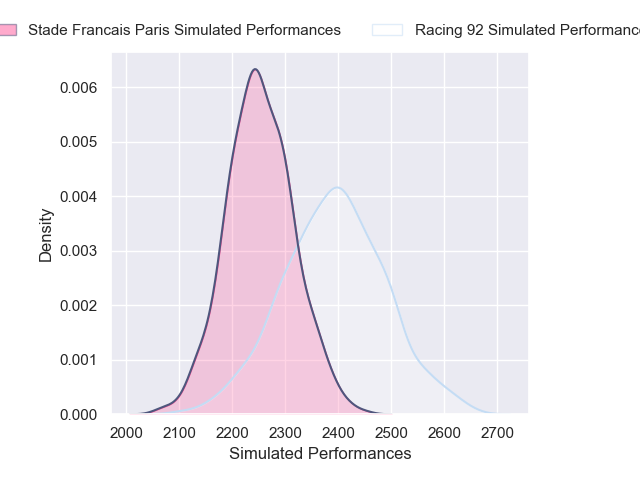 Stade Francais Paris Simulated Performances Racing 92 Simulated Performanc
0.006
0.005
0.004
0.003
0.002
0.001
0.000
Density
2000 2100 2200 2300 2400 2500 2600 2700
Simulated Performances